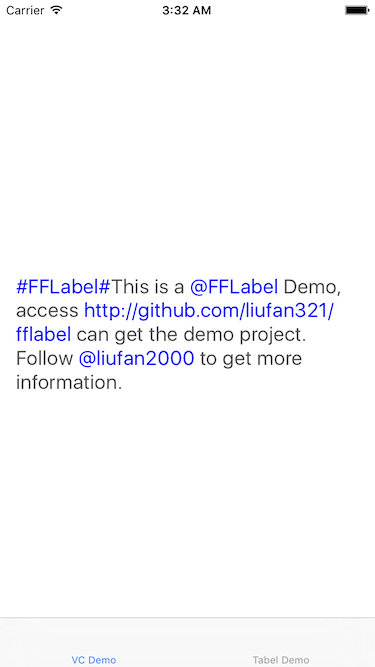 Carrier 3:32 AM
#FFLabel#This is a @FFLabel Demo,
access http://github.com/liufan321/
fflabel can get the demo project.
Follow @liufan2000 to get more
information.
VC Demo Tabel Demo